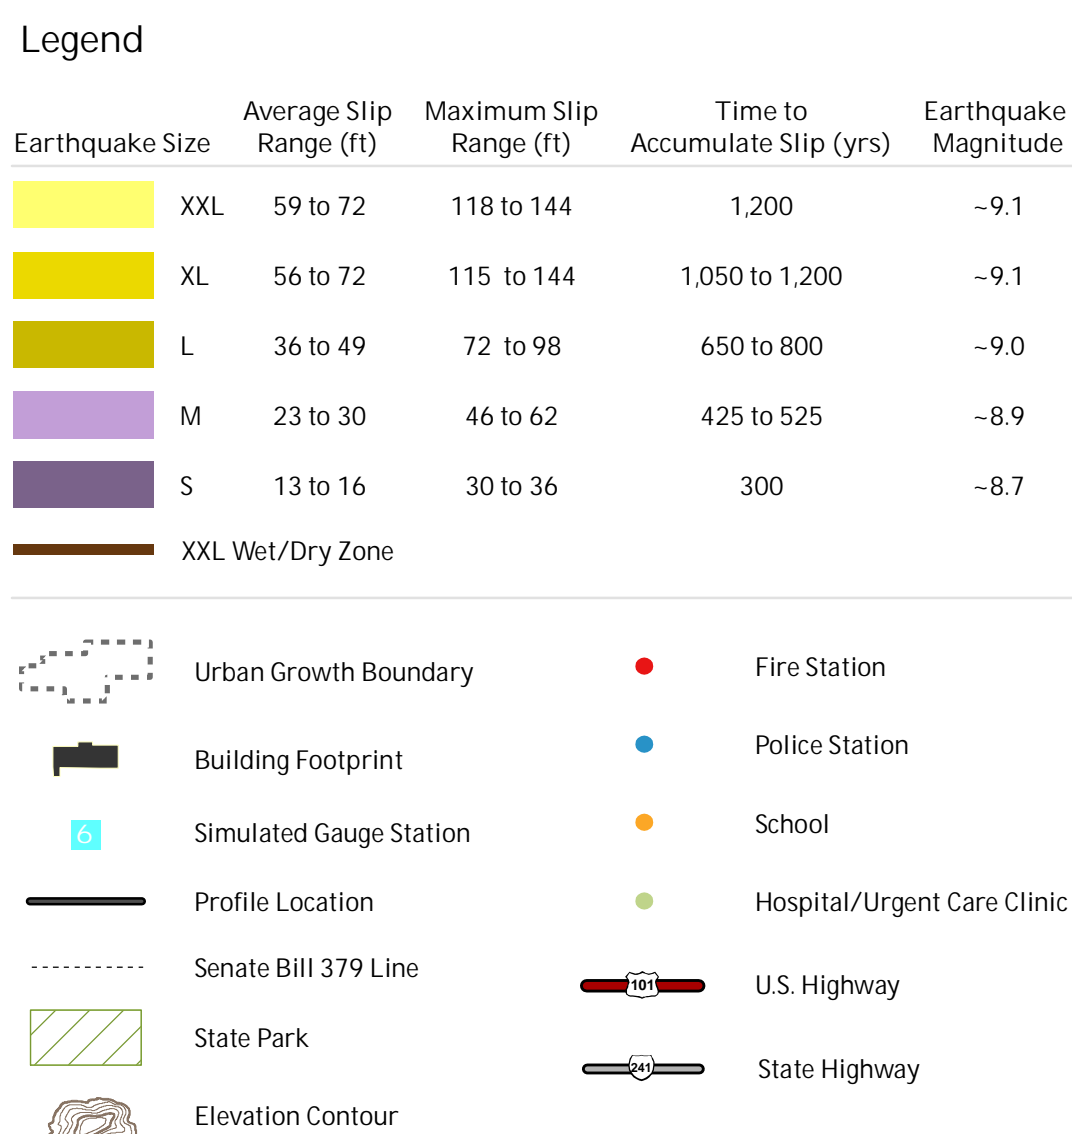 Legend
Average Slip Maximum Slip Time to Earthquake
Earthquake Size Range (ft) Range (ft) Accumulate Slip (yrs) Magnitude
XXL 59 to 72 118 to 144 1,200 ~9.1
XL 56 to 72 115 to 144 1,050 to 1,200 ~9.1
L 36 to 49 72 to 98 650 to 800 ~9.0
M 23 to 30 46 to 62 425 to 525 ~8.9
S 13 to 16 30 to 36 300 ~8.7
XXL Wet/Dry Zone
Urban Growth Boundary Fire Station
Building Footprint Police Station
6 Simulated Gauge Station School
Profile Location Hospital/Urgent Care Clinic
Senate Bill 379 Line 101 U.S. Highway
State Park 241 State Highway
Elevation Contour